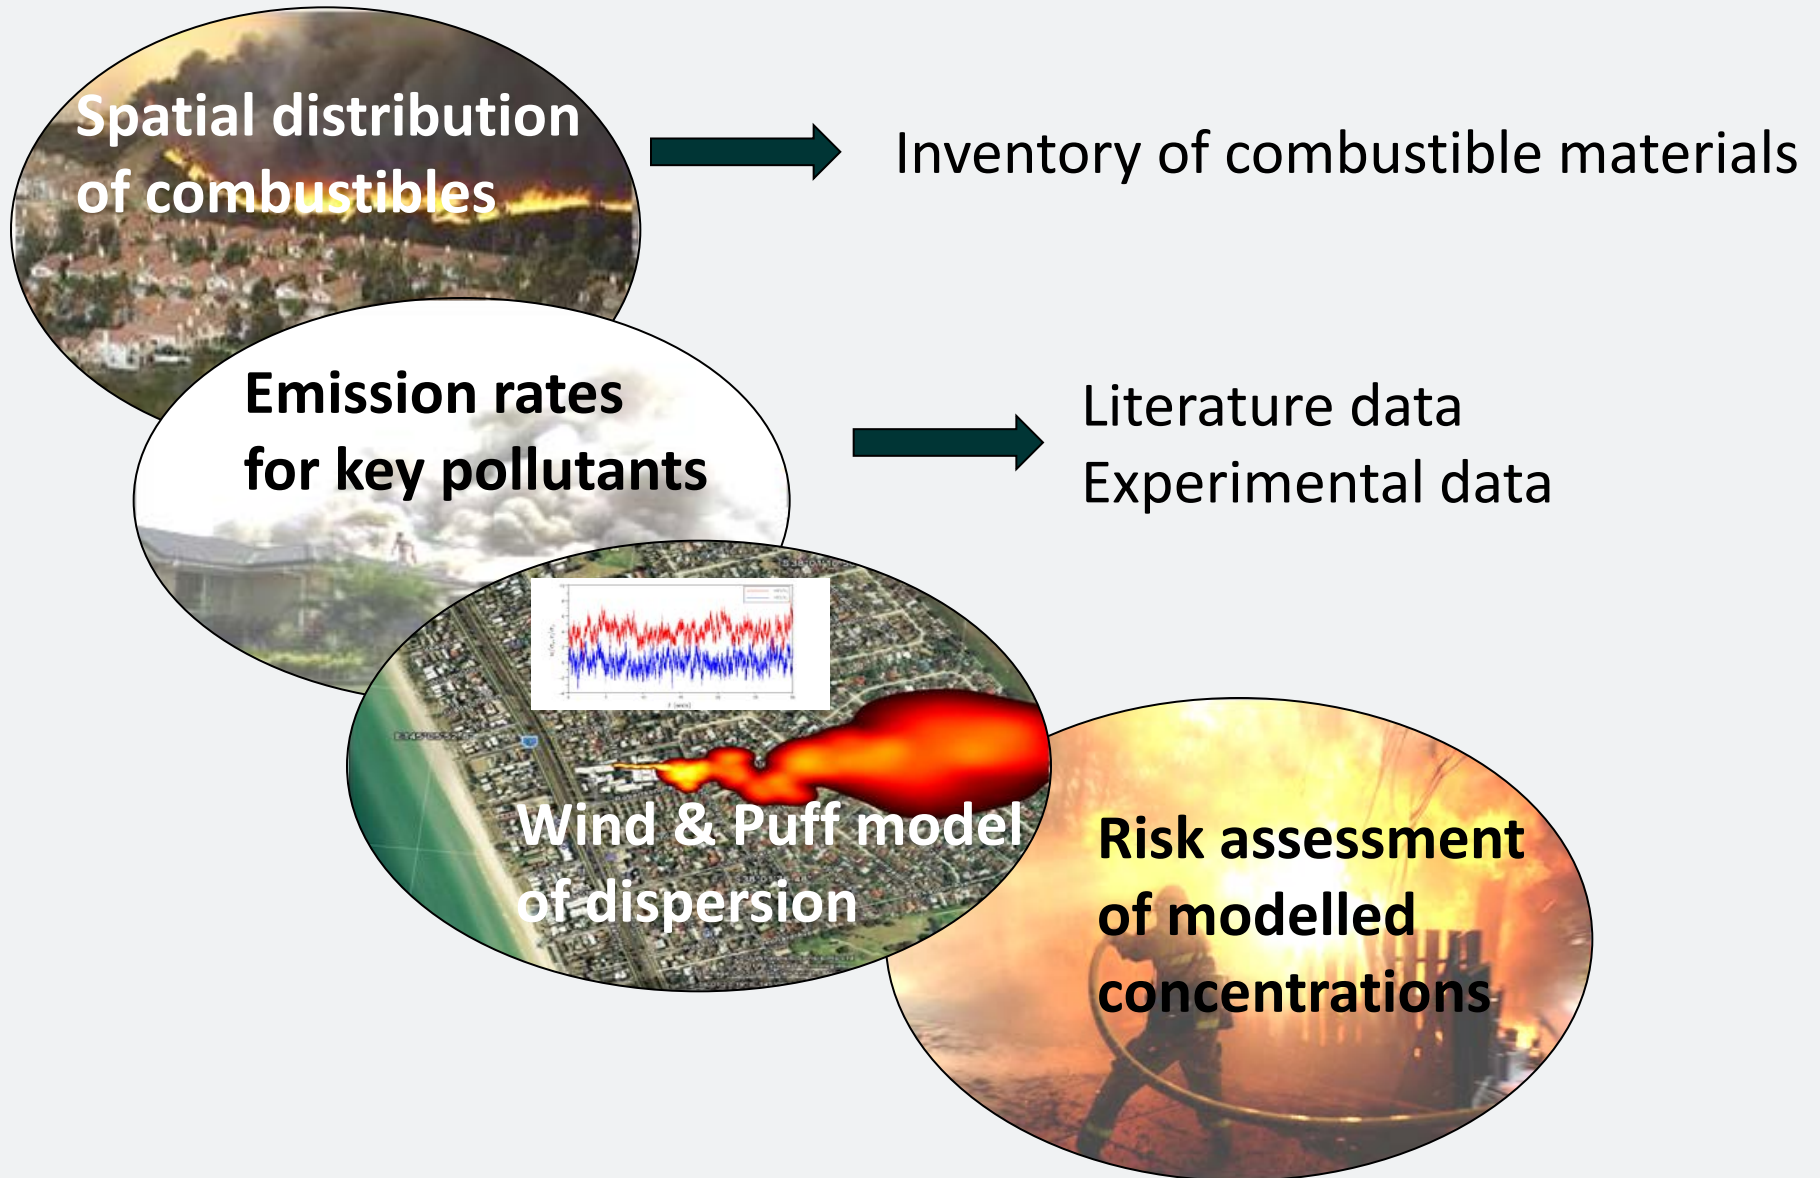 Spatial distribution
of combustibles
Inventory of combustible materials
Emission rates
for key pollutants
Literature data
Experimental data
Wind & Puff model
of dispersion
Risk assessment
of modelled
concentrations